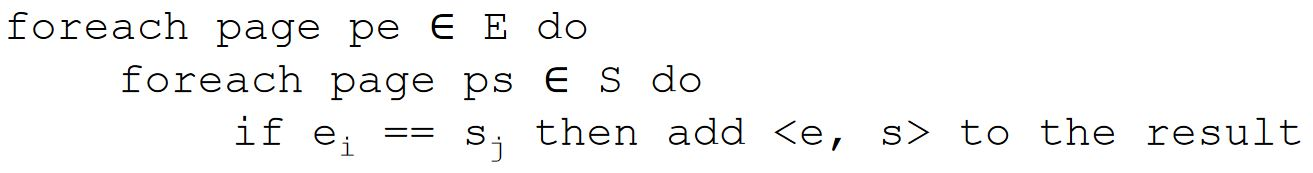 foreach page pe ∈ E do
foreach page ps ∈ S do
if eᵢ == sⱼ then add <e, s> to the result